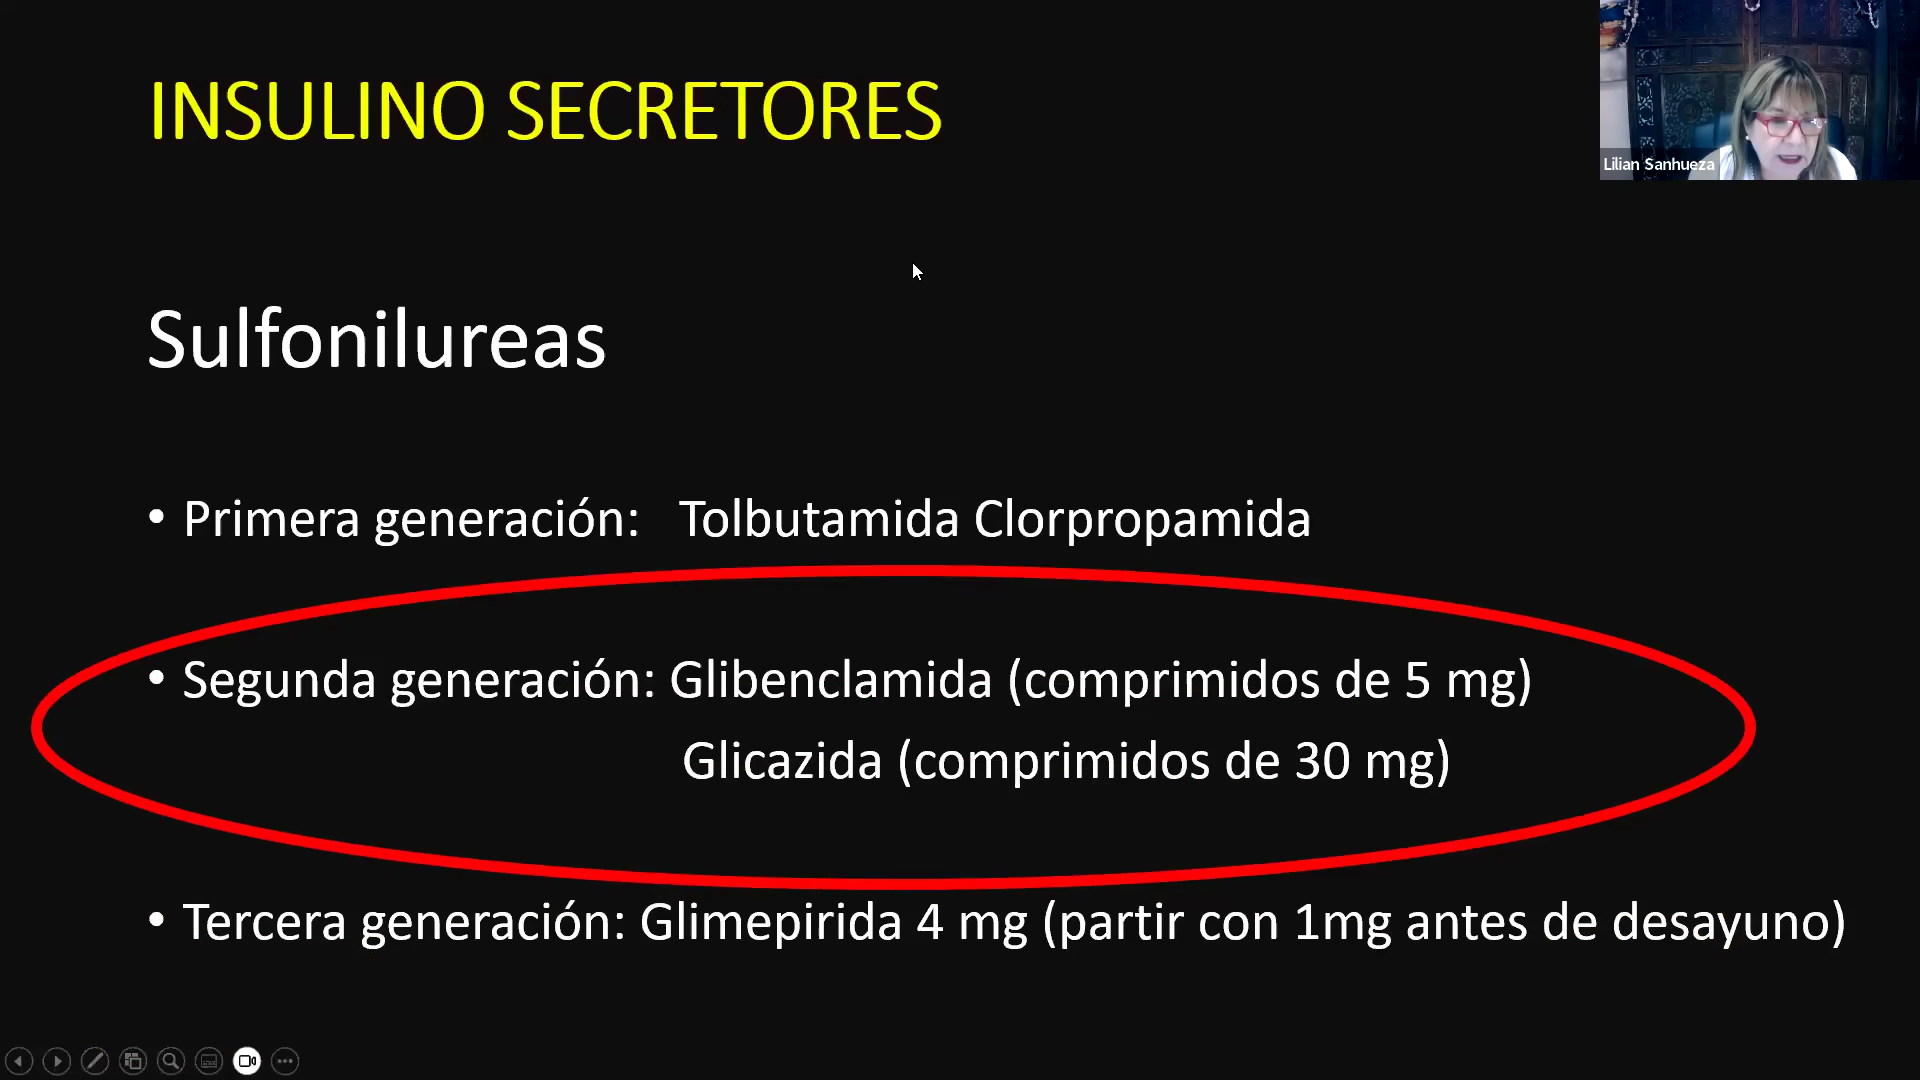 INSULINO SECRETORES
Lilian Sanhueza
Sulfonilureas
• Primera generación: Tolbutamida Clorpropamida
• Segunda generación: Glibenclamida (comprimidos de 5 mg)
Glicazida (comprimidos de 30 mg)
• Tercera generación: Glimepirida 4 mg (partir con 1mg antes de desayuno)